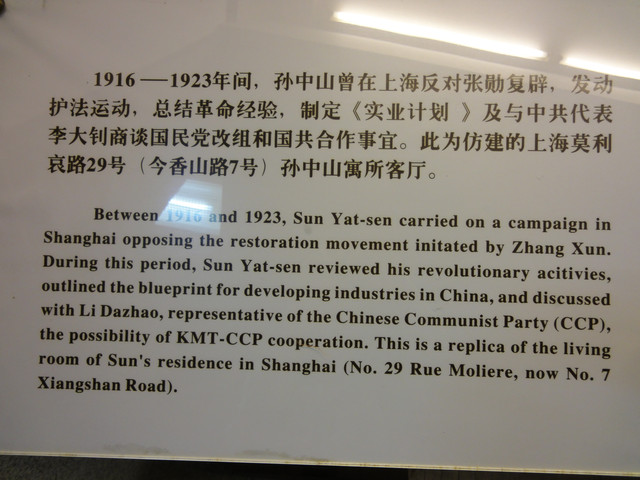 1916—1923年间，孙中山曾在上海反对张勋复辟，发动
护法运动，总结革命经验，制定《实业计划 》及与中共代表
李大钊商谈国民党改组和国共合作事宜。此为仿建的上海莫利
哀路29号（今香山路7号）孙中山寓所客厅。
Between 1916 and 1923, Sun Yat-sen carried on a campaign in
Shanghai opposing the restoration movement initated by Zhang Xun.
During this period, Sun Yat-sen reviewed his revolutionary acitivies,
outlined the blueprint for developing industries in China, and discussed
with Li Dazhao, representative of the Chinese Communist Party (CCP),
the possibility of KMT-CCP cooperation. This is a replica of the living
room of Sun's residence in Shanghai (No. 29 Rue Moliere, now No. 7
Xiangshan Road).